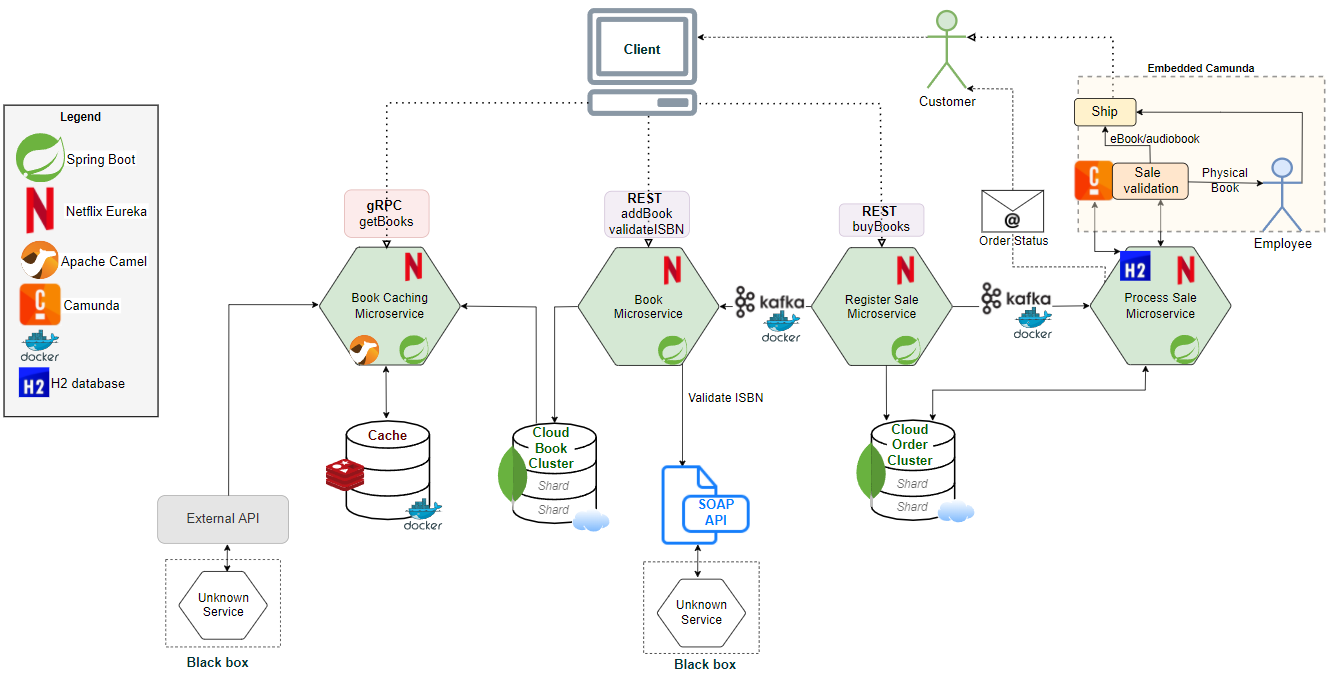 Client
Customer
Embedded Camunda
Legend
Spring Boot
N
Netflix Eureka
Apache Camel
C
Camunda
docker
H2
H2 database
Ship
eBook/audiobook
C
Sale
validation
Physical
Book
Employee
gRPC
getBooks
REST
addBook
validateISBN
REST
buyBooks
@
Order Status
N
Book Caching
Microservice
N
Book
Microservice
kafka
docker
N
Register Sale
Microservice
kafka
docker
H2
N
Process Sale
Microservice
Validate ISBN
Cache
docker
Cloud
Book
Cluster
Shard
Shard
Cloud
Order
Cluster
Shard
Shard
SOAP
API
External API
Unknown
Service
Black box
Unknown
Service
Black box